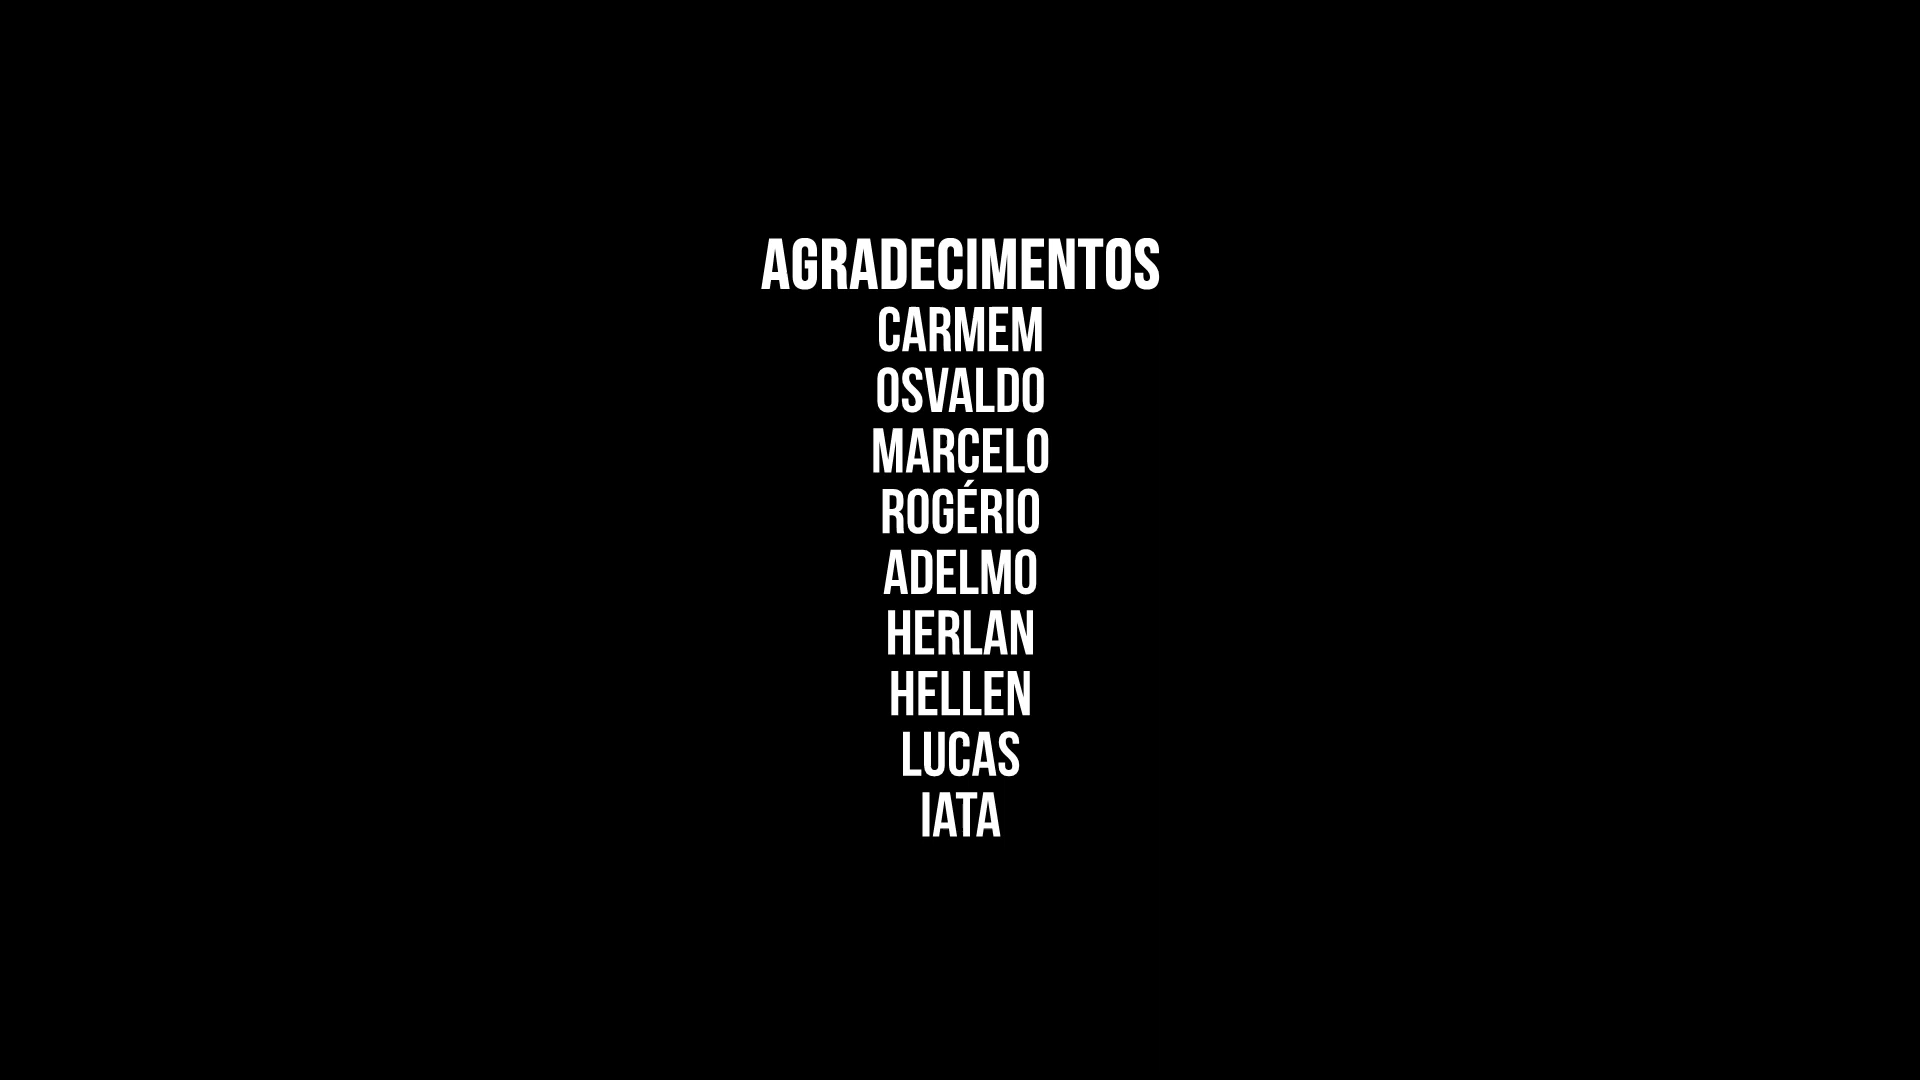 AGRADECIMENTOS
CARMEM
OSVALDO
MARCELO
ROGÉRIO
ADELMO
HERLAN
HELLEN
LUCAS
IATA